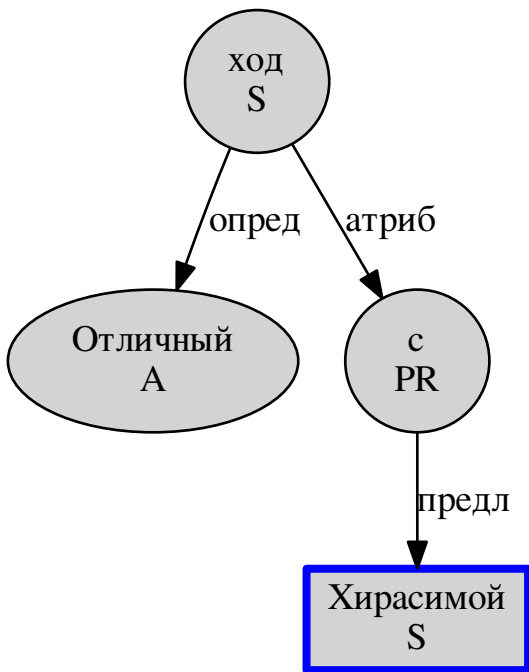 ход
S
опред
атриб
Отличный
A
с
PR
предл
Хирасимой
S